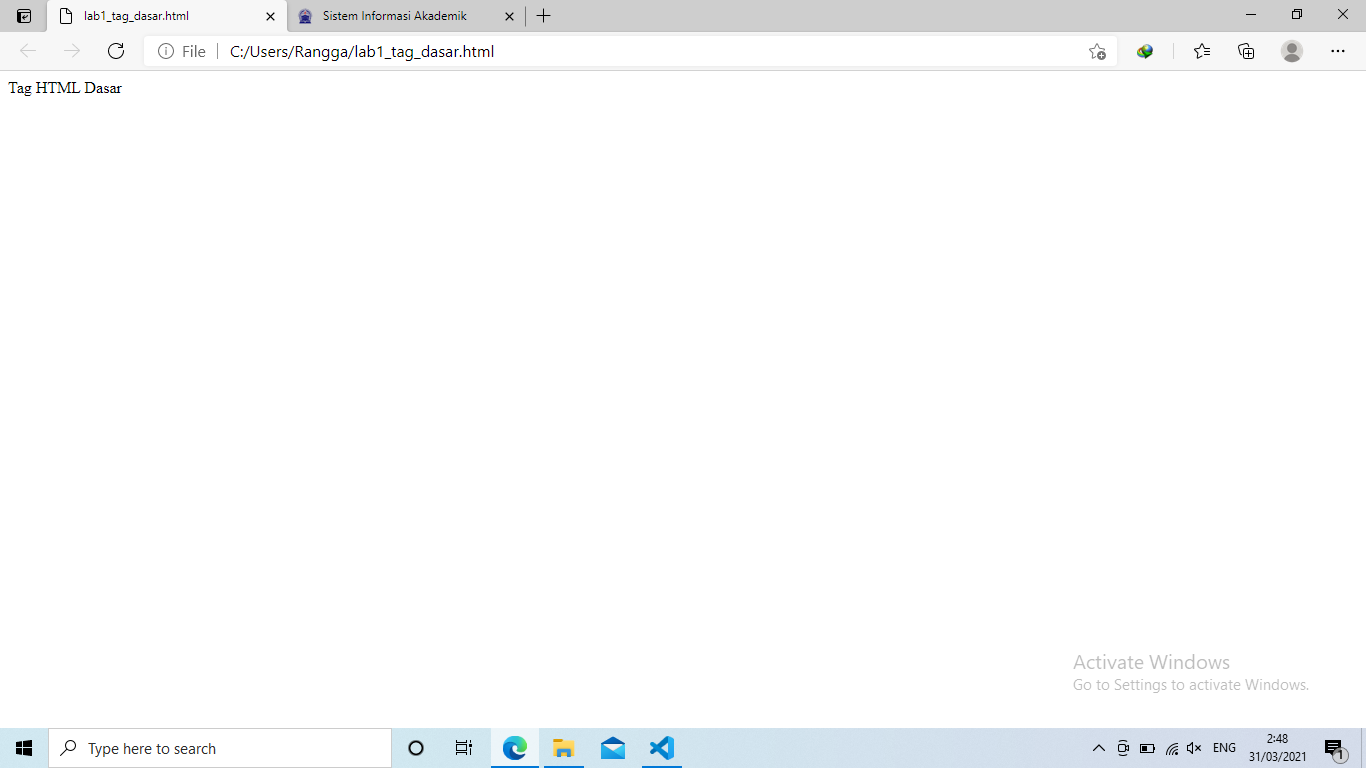 lab1_tag_dasar.html
Sistem Informasi Akademik
File
C:/Users/Rangga/lab1_tag_dasar.html
Tag HTML Dasar
Activate Windows
Go to Settings to activate Windows.
Type here to search
ENG
2:48
31/03/2021
1